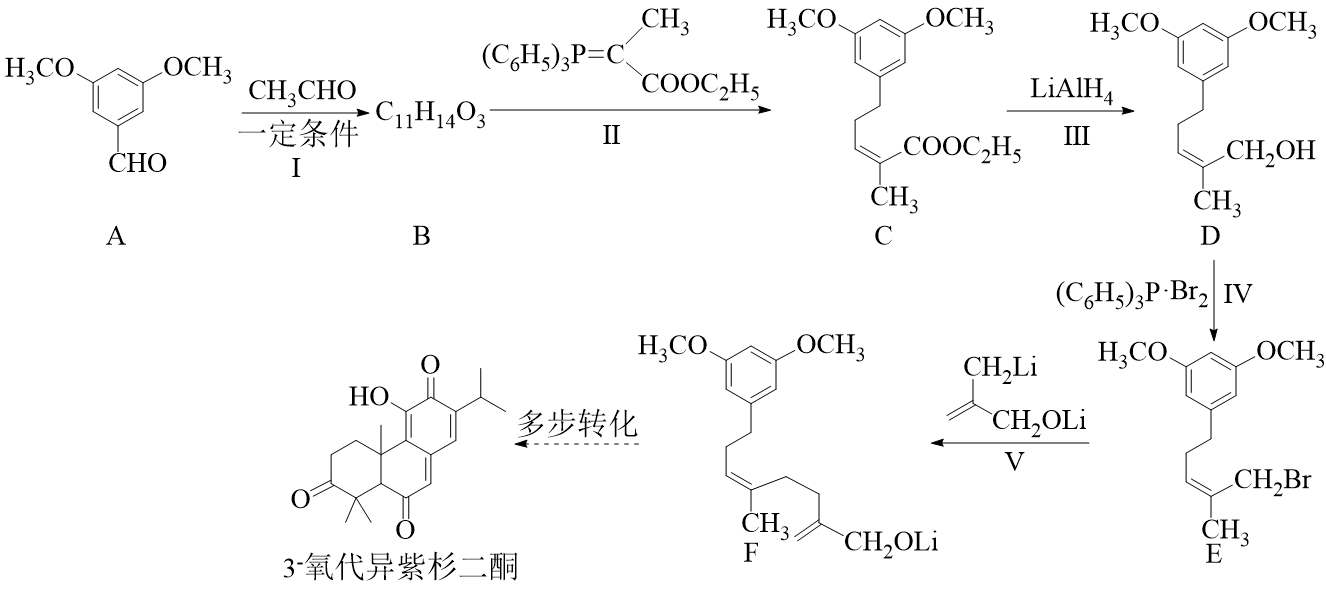 H₃CO OCH₃
CHO
A
CH₃CHO
一定条件
I
C₁₁H₁₄O₃
B
(C₆H₅)₃P=C
CH₃
COOC₂H₅
II
H₃CO OCH₃
COOC₂H₅
CH₃
C
LiAlH₄
III
H₃CO OCH₃
CH₂OH
CH₃
D
(C₆H₅)₃P·Br₂ IV
H₃CO OCH₃
CH₂Br
CH₃
E
CH₂Li
CH₂OLi
V
H₃CO OCH₃
CH₃
CH₂OLi
F
多步转化
O
HO
O
O
3-氧代异紫杉二酮